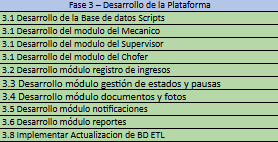 Fase 3 – Desarrollo de la Plataforma
3.1 Desarrollo de la Base de datos Scripts
3.1 Desarrollo del modulo del Mecanico
3.1 Desarrollo del modulo del Supervisor
3.1 Desarrollo del modulo del Chofer
3.2 Desarrollo módulo registro de ingresos
3.3 Desarrollo módulo gestión de estados y pausas
3.4 Desarrollo módulo documentos y fotos
3.5 Desarrollo módulo notificaciones
3.6 Desarrollo módulo reportes
3.8 Implementar Actualizacion de BD ETL